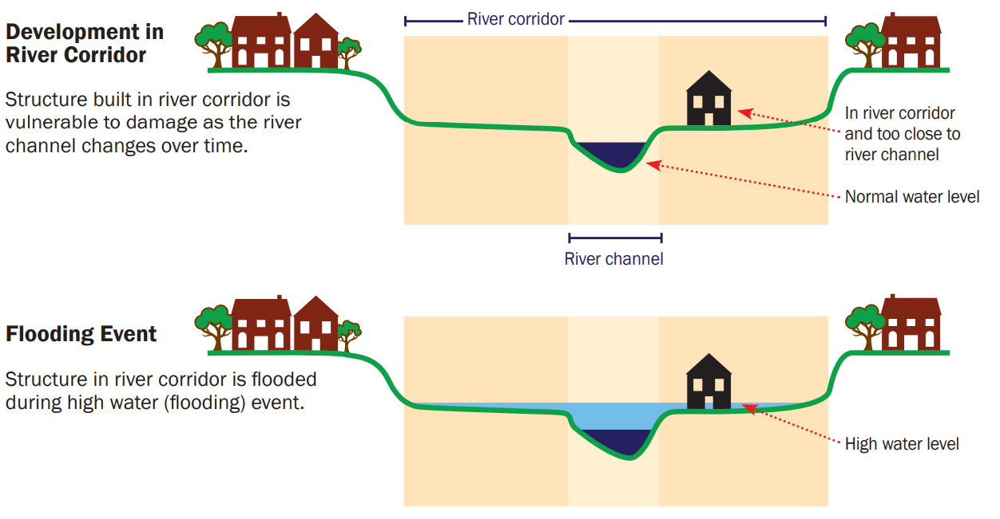 Development in
River Corridor
Structure built in river corridor is
vulnerable to damage as the river
channel changes over time.
River corridor
In river corridor
and too close to
river channel
Normal water level
River channel
Flooding Event
Structure in river corridor is flooded
during high water (flooding) event.
High water level